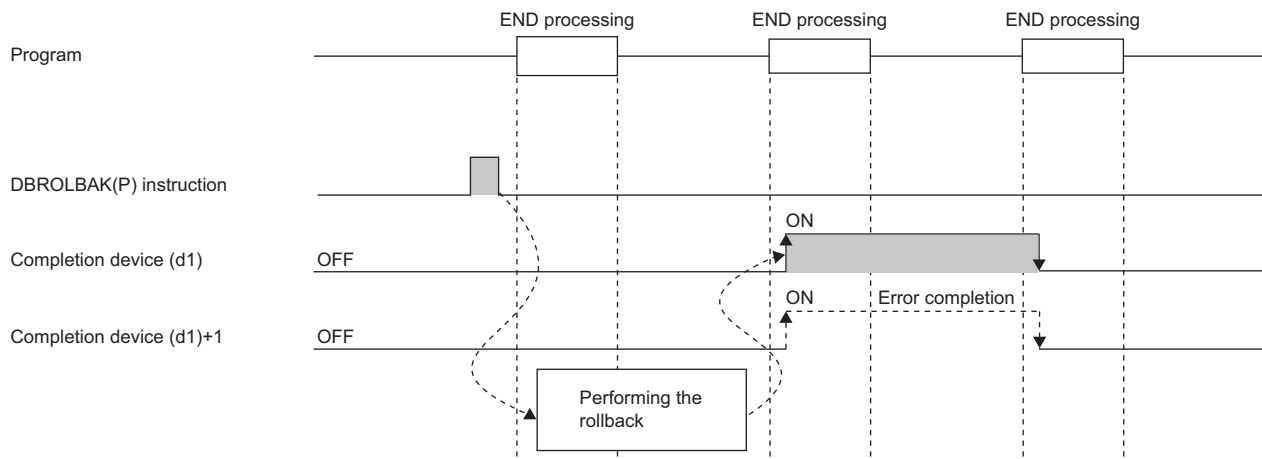 END processing
END processing
END processing
Program
DBROLBAK(P) instruction
ON
Completion device (d1)
OFF
ON
Error completion
Completion device (d1)+1
OFF
Performing the
rollback